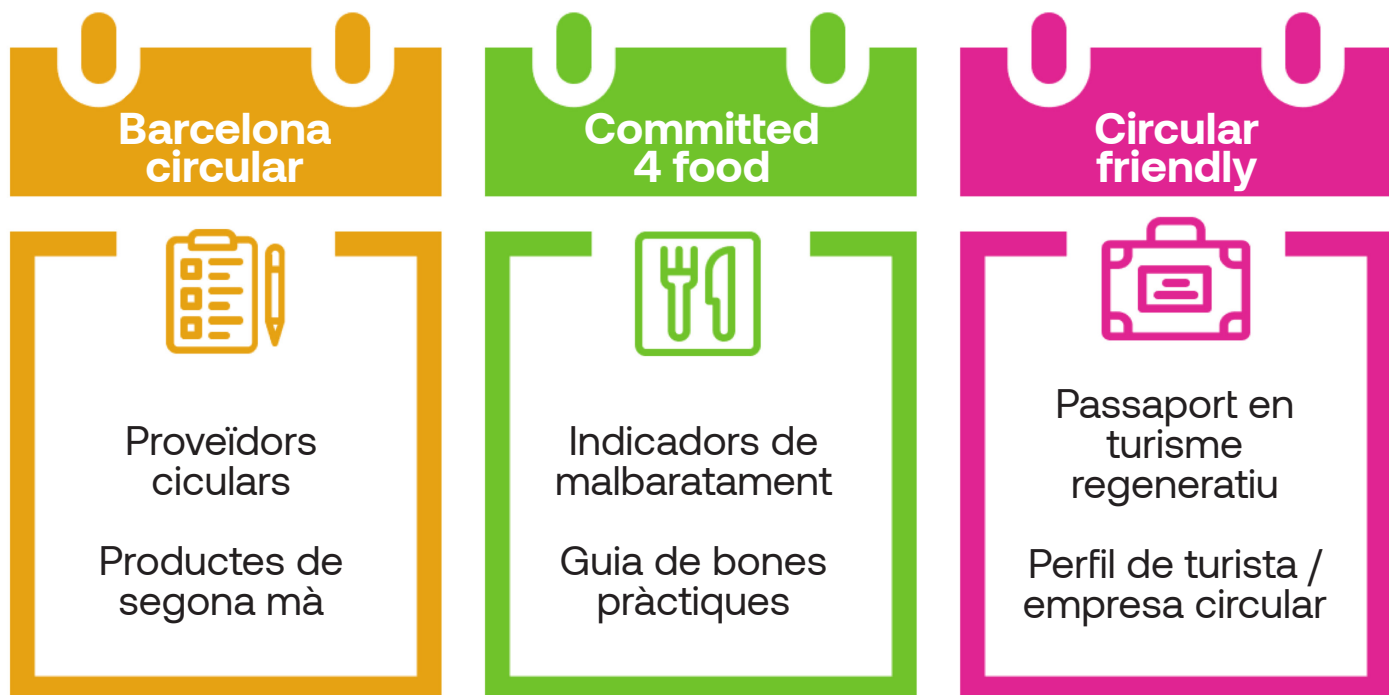 Barcelona
circular
Proveïdors
ciculars
Productes de
segona mà
Committed
4 food
Indicadors de
malbaratament
Guia de bones
pràctiques
Circular
friendly
Passaport en
turisme
regeneratiu
Perfil de turista /
empresa circular